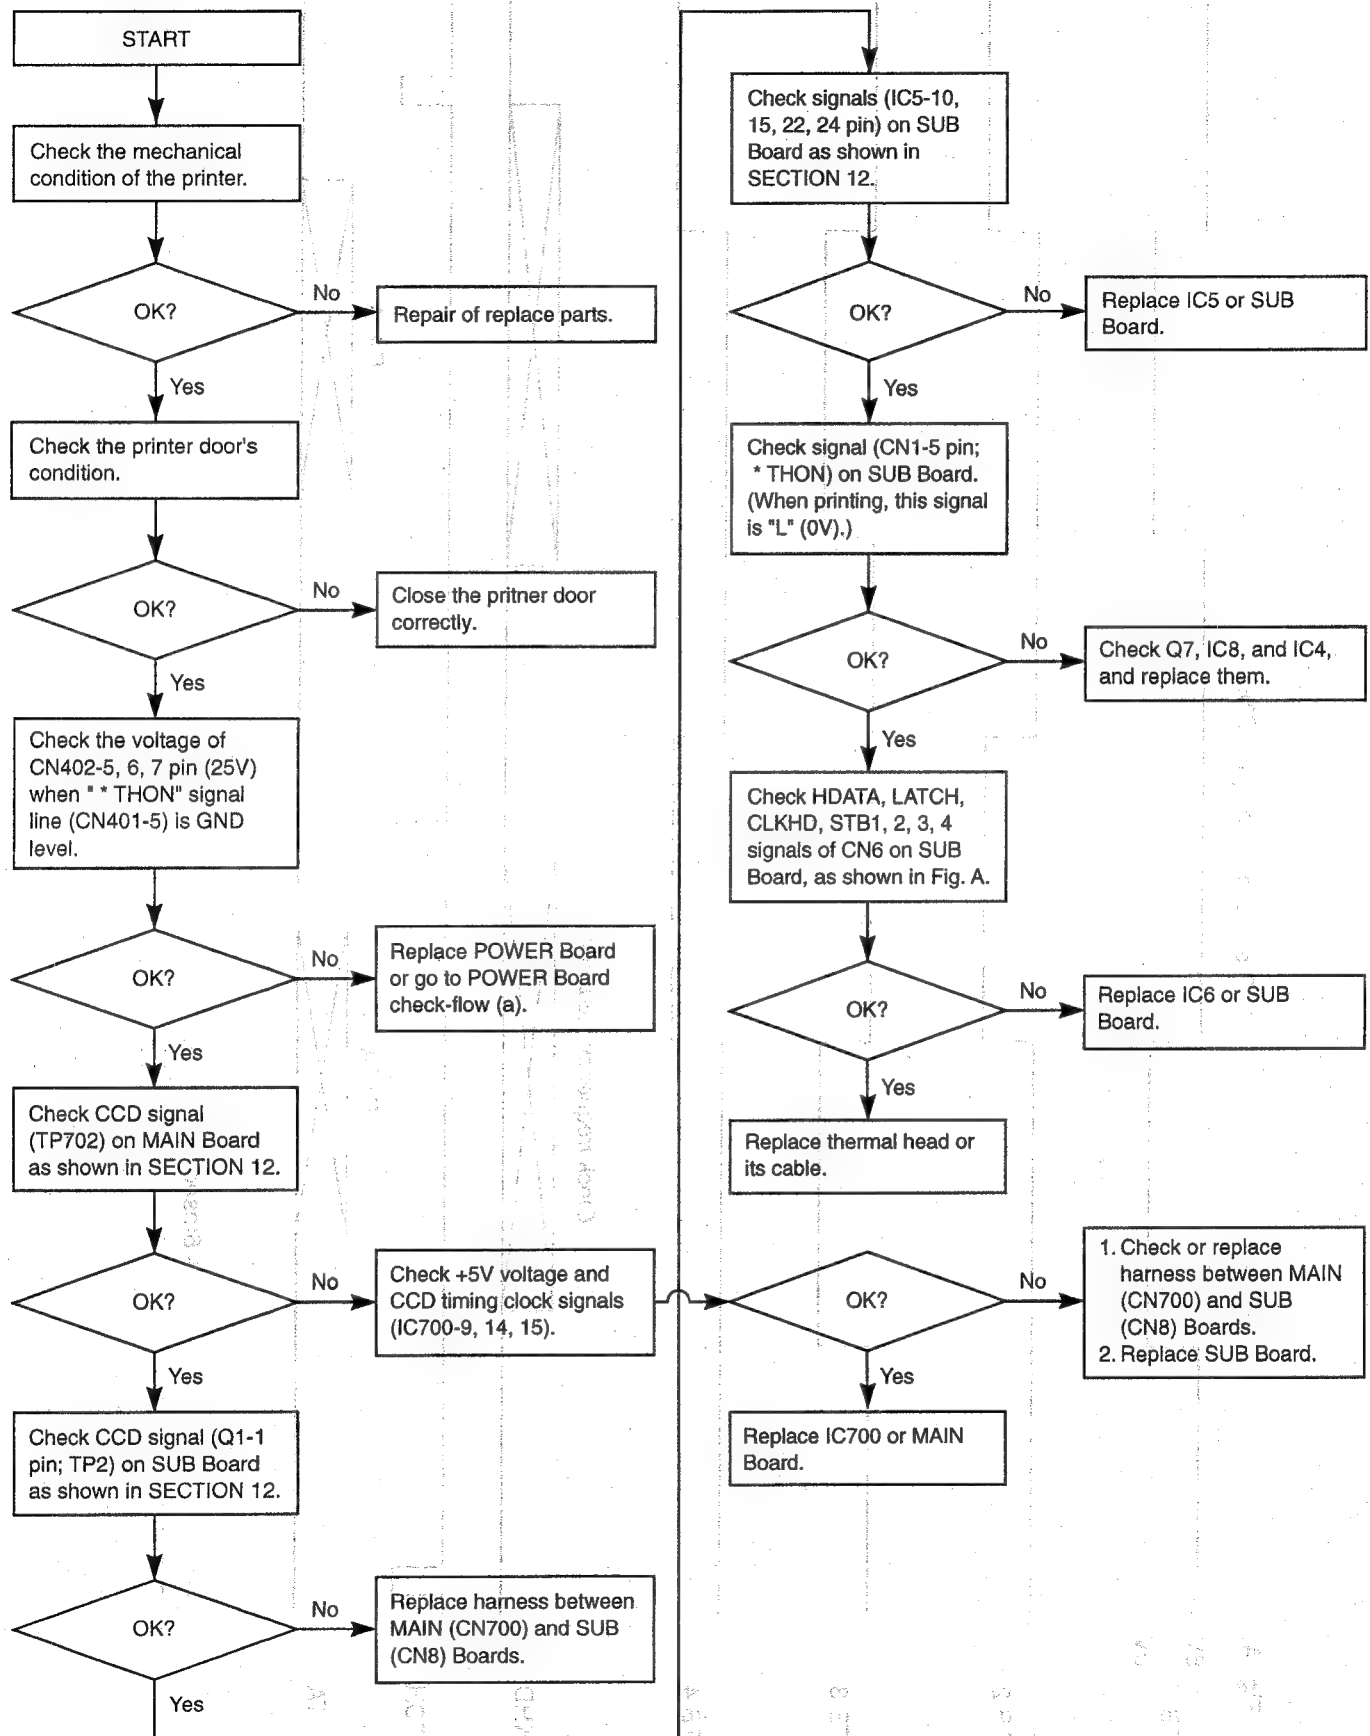 START
Check the mechanical
condition of the printer.
OK?
No
Repair of replace parts.
Yes
Check the printer door's
condition.
OK?
No
Close the pritner door
correctly.
Yes
Check the voltage of
CN402-5, 6, 7 pin (25V)
when " * THON" signal
line (CN401-5) is GND
level.
OK?
No
Replace POWER Board
or go to POWER Board
check-flow (a).
Yes
Check CCD signal
(TP702) on MAIN Board
as shown in SECTION 12.
OK?
No
Check +5V voltage and
CCD timing clock signals
(IC700-9, 14, 15).
Yes
Check CCD signal (Q1-1
pin; TP2) on SUB Board
as shown in SECTION 12.
OK?
No
Replace harness between
MAIN (CN700) and SUB
(CN8) Boards.
Yes
Check signals (IC5-10,
15, 22, 24 pin) on SUB
Board as shown in
SECTION 12.
OK?
No
Replace IC5 or SUB
Board.
Yes
Check signal (CN1-5 pin;
* THON) on SUB Board.
(When printing, this signal
is "L" (0V).)
OK?
No
Check Q7, IC8, and IC4,
and replace them.
Yes
Check HDATA, LATCH,
CLKHD, STB1, 2, 3, 4
signals of CN6 on SUB
Board, as shown in Fig. A.
OK?
No
Replace IC6 or SUB
Board.
Yes
Replace thermal head or
its cable.
OK?
No
1. Check or replace
harness between MAIN
(CN700) and SUB
(CN8) Boards.
2. Replace SUB Board.
Yes
Replace IC700 or MAIN
Board.